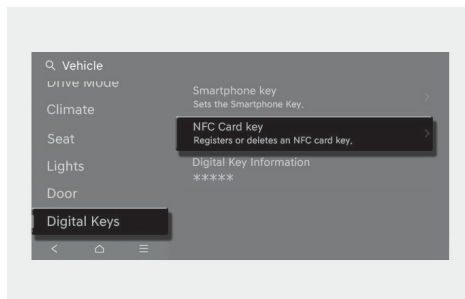 Vehicle
Drive Mode
Climate
Seat
Lights
Door
Digital Keys
Smartphone key
Sets the Smartphone Key.
NFC Card key
Registers or deletes an NFC card key.
Digital Key Information
*****